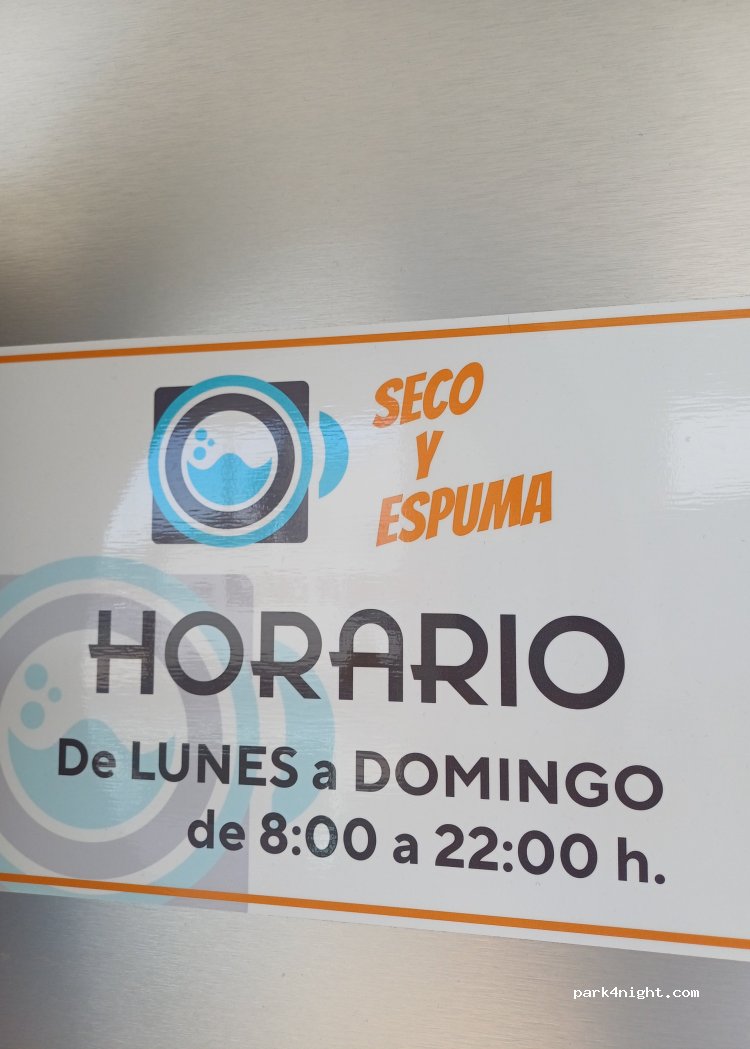 SECO
Y
ESPUMA
HORARIO
De LUNES a DOMINGO
de 8:00 a 22:00 h.
park4night.com